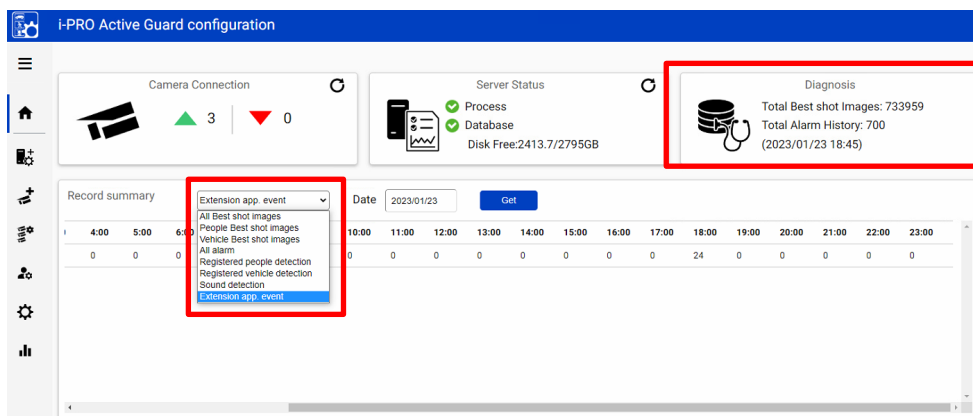 i-PRO Active Guard configuration
Camera Connection
3
0
Server Status
Process
Database
Disk Free:2413.7/2795GB
Diagnosis
Total Best shot Images: 733959
Total Alarm History: 700
(2023/01/23 18:45)
Record summary
Extension app. event
Date
2023/01/23
Get
All Best shot images
People Best shot images
Vehicle Best shot images
All alarm
Registered people detection
Registered vehicle detection
Sound detection
Extension app. event
4:00 5:00 6:0 10:00 11:00 12:00 13:00 14:00 15:00 16:00 17:00 18:00 19:00 20:00 21:00 22:00 23:00
0 0 0 0 0 0 0 0 0 0 0 24 0 0 0 0 0